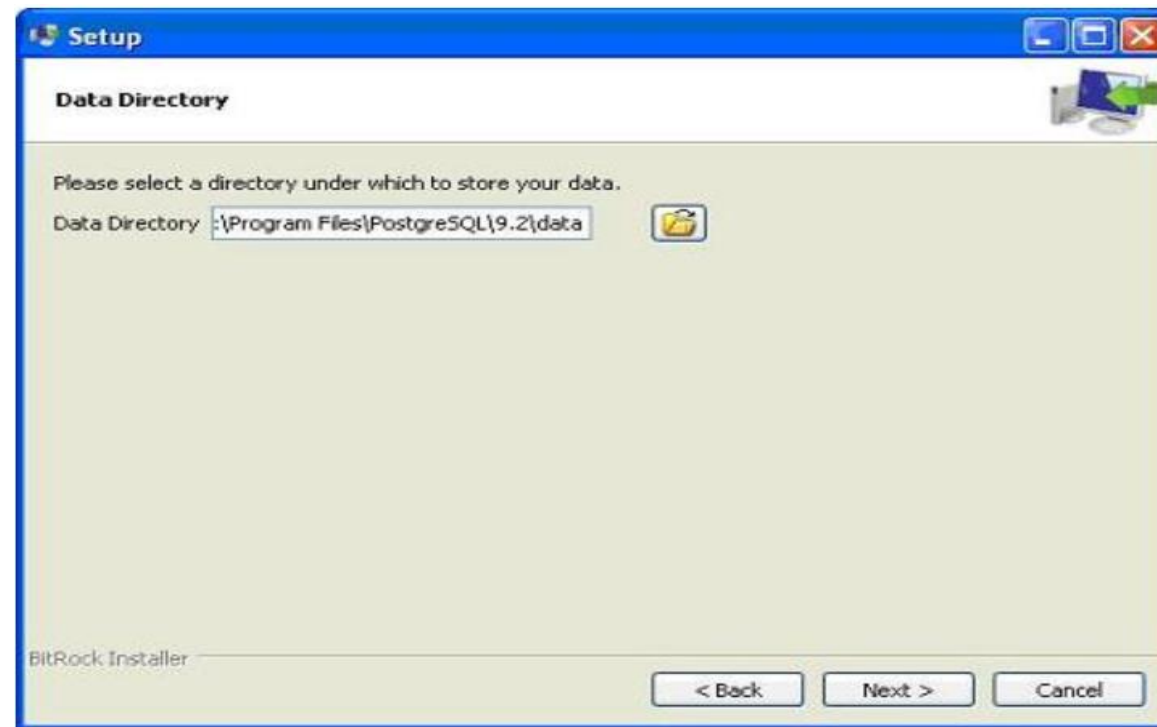 Setup
Data Directory
Please select a directory under which to store your data.
Data Directory :\Program Files\PostgreSQL\9.2\data
BitRock Installer
< Back Next > Cancel